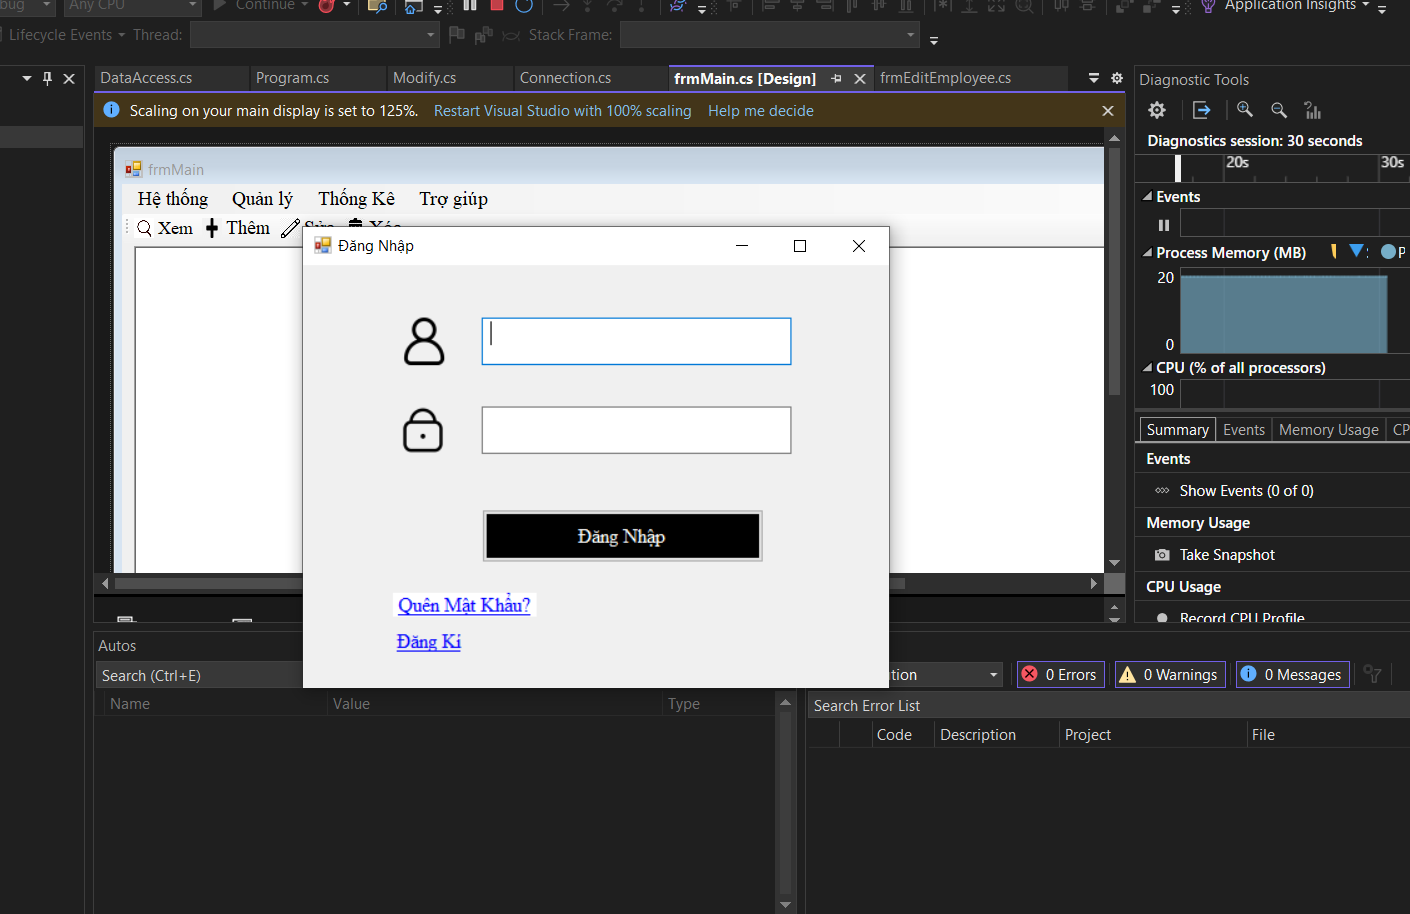 bug Any CPU Continue Application Insights
Lifecycle Events Thread: Stack Frame:
DataAccess.cs Program.cs Modify.cs Connection.cs frmMain.cs [Design] frmEditEmployee.cs
Scaling on your main display is set to 125%. Restart Visual Studio with 100% scaling Help me decide
frmMain
Hệ thống Quản lý Thống Kê Trợ giúp
Xem Thêm Sửa Xóa
Đăng Nhập
Đăng Nhập
Quên Mật Khẩu?
Đăng Kí
Diagnostic Tools
Diagnostics session: 30 seconds
20s 30s
Events
Process Memory (MB) P
20
0
CPU (% of all processors)
100
Summary Events Memory Usage CP
Events
Show Events (0 of 0)
Memory Usage
Take Snapshot
CPU Usage
Record CPU Profile
Autos
Search (Ctrl+E)
Name Value Type
0 Errors 0 Warnings 0 Messages
Search Error List
Code Description Project File